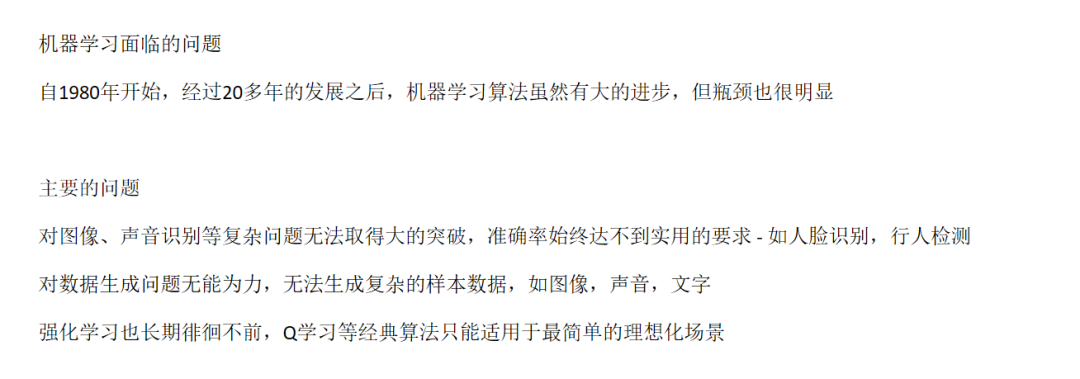 机器学习面临的问题
自1980年开始，经过20多年的发展之后，机器学习算法虽然有大的进步，但瓶颈也很明显
主要的问题
对图像、声音识别等复杂问题无法取得大的突破，准确率始终达不到实用的要求 - 如人脸识别，行人检测
对数据生成问题无能为力，无法生成复杂的样本数据，如图像，声音，文字
强化学习也长期徘徊不前，Q学习等经典算法只能适用于最简单的理想化场景